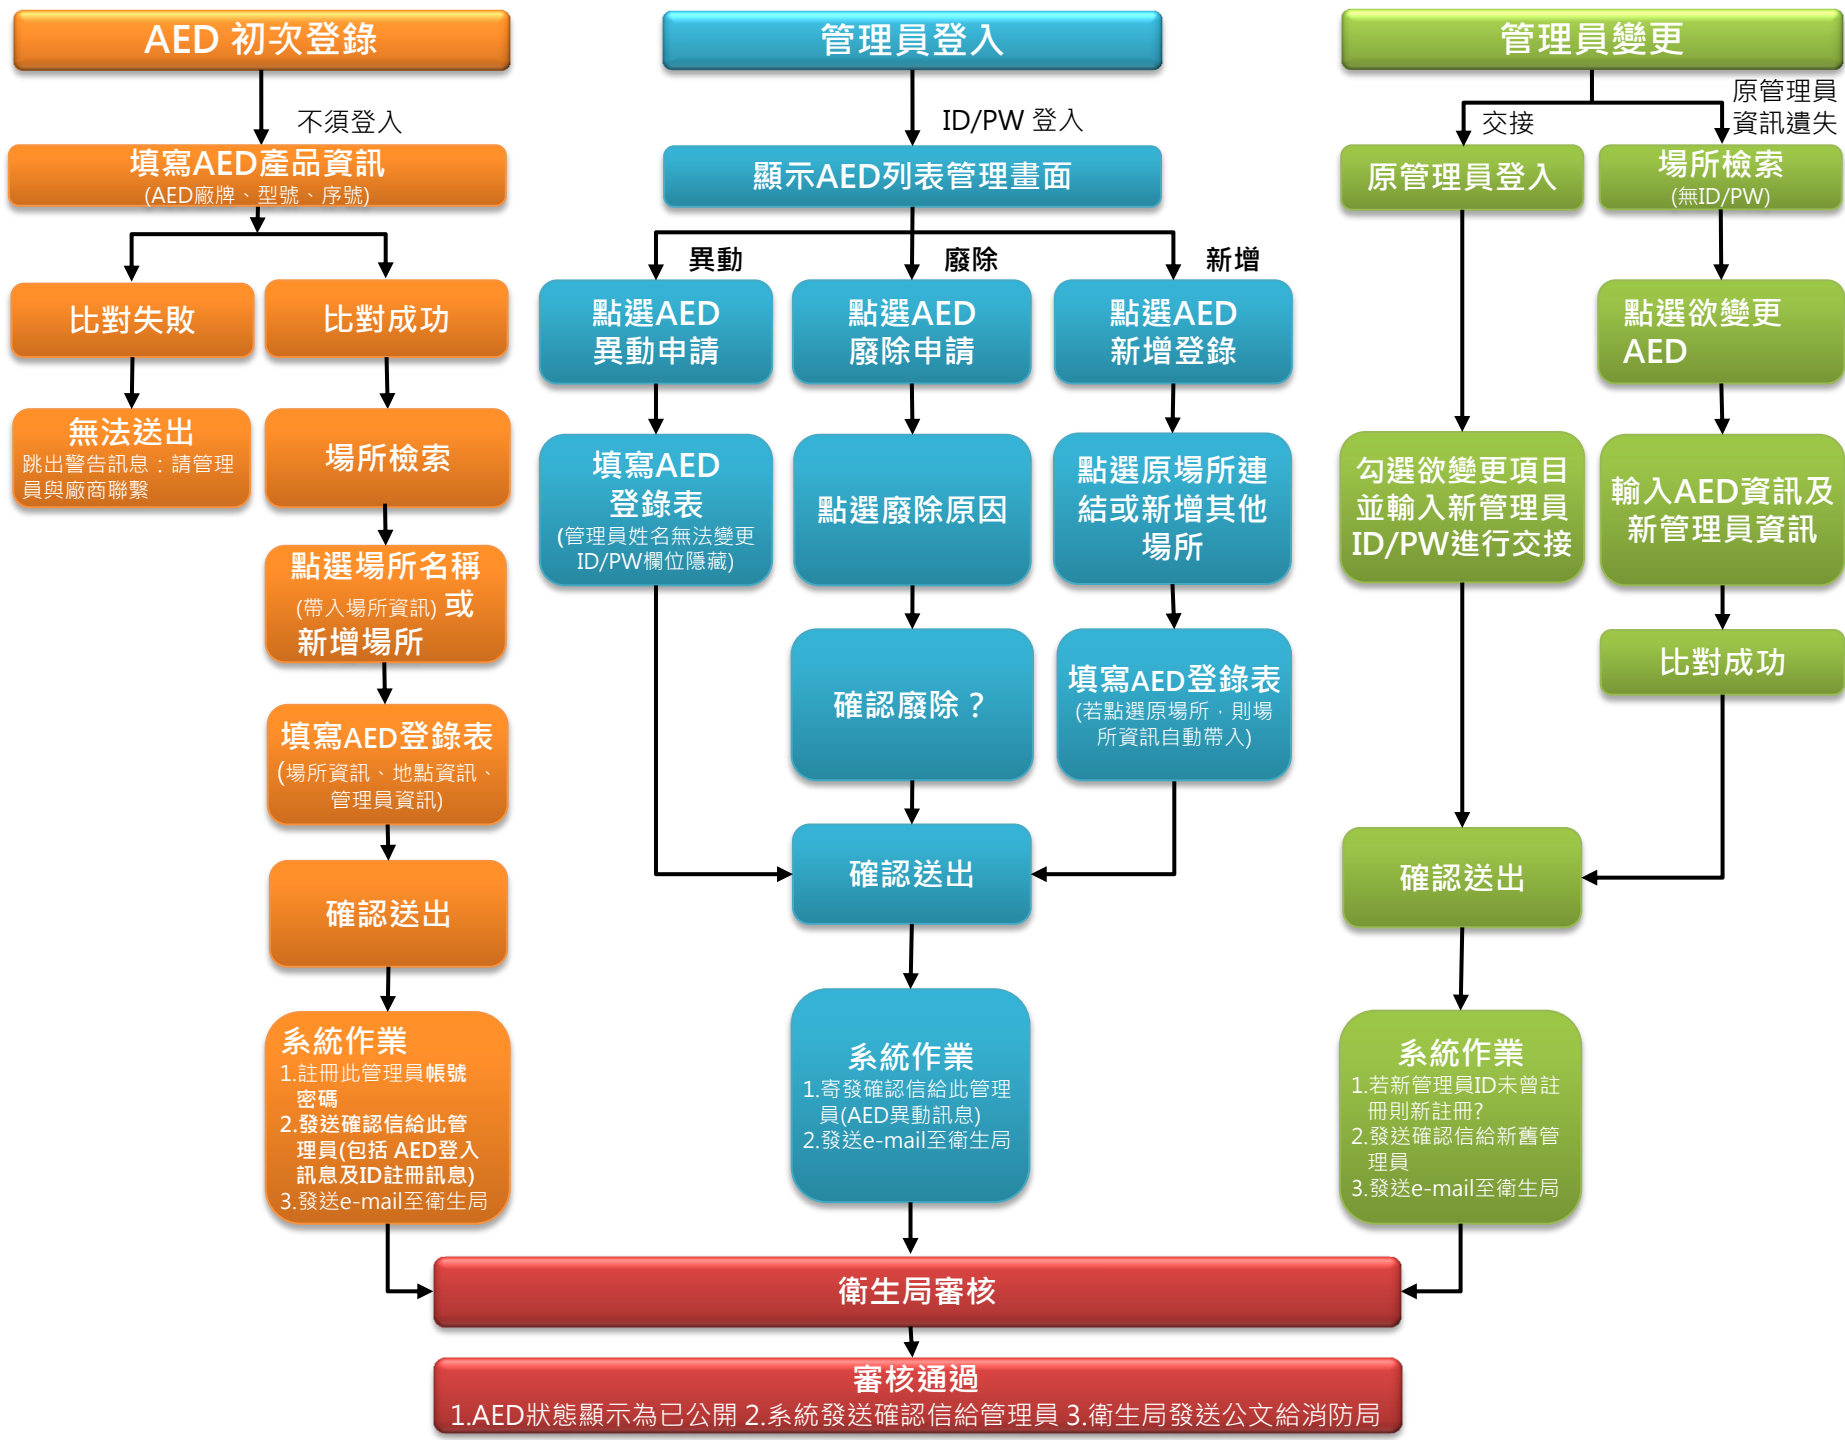 AED 初次登錄
不須登入
填寫AED產品資訊
(AED廠牌、型號、序號)
比對失敗
比對成功
無法送出
跳出警告訊息：請管理
員與廠商聯繫
場所檢索
點選場所名稱
(帶入場所資訊) 或
新增場所
填寫AED登錄表
(場所資訊、地點資訊、
管理員資訊)
確認送出
系統作業
1.註冊此管理員帳號
密碼
2.發送確認信給此管
理員(包括 AED登入
訊息及ID註冊訊息)
3.發送e-mail至衛生局
管理員登入
ID/PW 登入
顯示AED列表管理畫面
異動
廢除
新增
點選AED
異動申請
點選AED
廢除申請
點選AED
新增登錄
填寫AED
登錄表
(管理員姓名無法變更
ID/PW欄位隱藏)
點選廢除原因
點選原場所連
結或新增其他
場所
確認廢除？
填寫AED登錄表
(若點選原場所，則場
所資訊自動帶入)
確認送出
系統作業
1.寄發確認信給此管理
員(AED異動訊息)
2.發送e-mail至衛生局
管理員變更
交接
原管理員
資訊遺失
原管理員登入
場所檢索
(無ID/PW)
點選欲變更
AED
勾選欲變更項目
並輸入新管理員
ID/PW進行交接
輸入AED資訊及
新管理員資訊
比對成功
確認送出
系統作業
1.若新管理員ID未曾註
冊則新註冊?
2.發送確認信給新舊管
理員
3.發送e-mail至衛生局
衛生局審核
審核通過
1.AED狀態顯示為已公開 2.系統發送確認信給管理員 3.衛生局發送公文給消防局